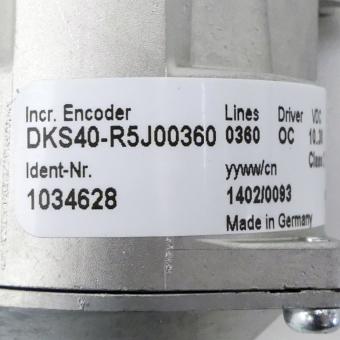 Incr. Encoder Lines Driver VDC
DKS40-R5J00360 0360 OC
Ident-Nr. yyww/cn
1034628 1402/0093
Made in Germany